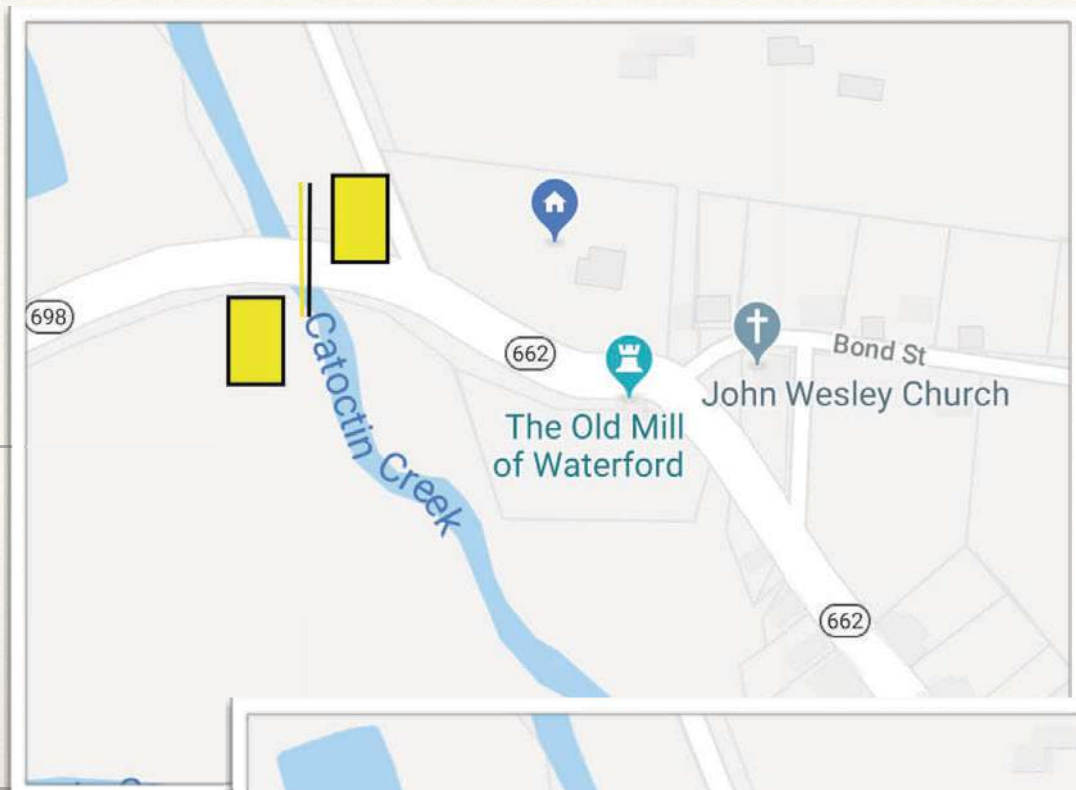 698
662
Catoctin Creek
The Old Mill
of Waterford
John Wesley Church
Bond St
662